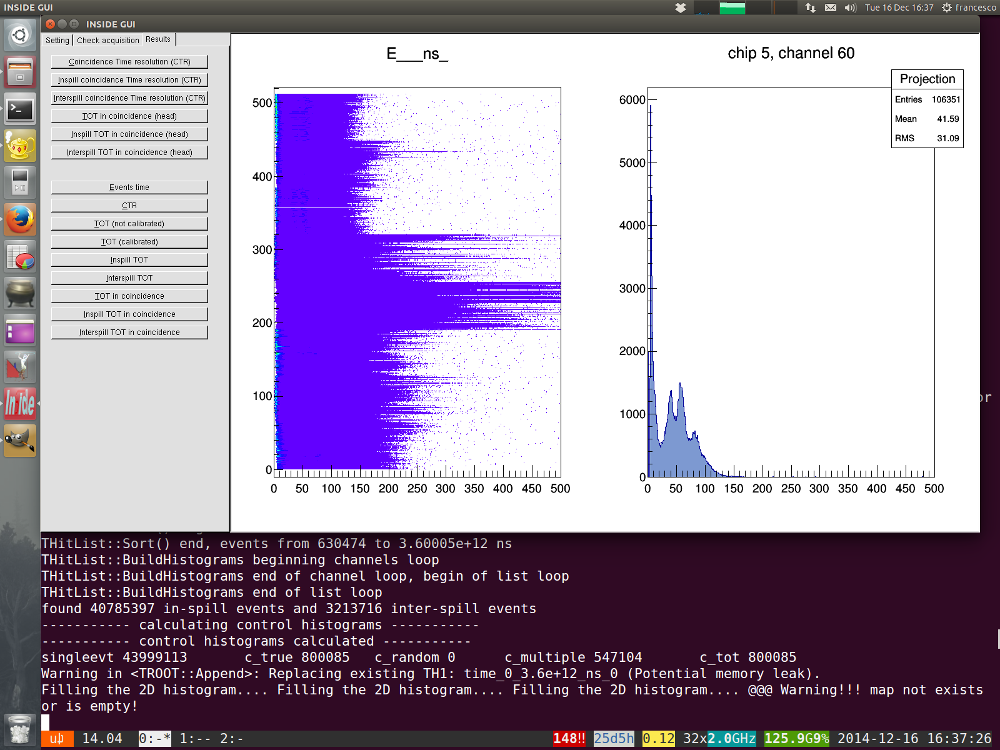 INSIDE GUI
Tue 16 Dec 16:37
francesco
INSIDE GUI
Setting
Check acquisition
Results
Coincidence Time resolution (CTR)
Inspill coincidence Time resolution (CTR)
Interspill coincidence Time resolution (CTR)
TOT in coincidence (head)
Inspill TOT in coincidence (head)
Interspill TOT in coincidence (head)
Events time
CTR
TOT (not calibrated)
TOT (calibrated)
Inspill TOT
Interspill TOT
TOT in coincidence
Inspill TOT in coincidence
Interspill TOT in coincidence
E___ns_
500
400
300
200
100
0
0 50 100 150 200 250 300 350 400 450 500
chip 5, channel 60
Projection
Entries 106351
Mean 41.59
RMS 31.09
6000
5000
4000
3000
2000
1000
0
0 50 100 150 200 250 300 350 400 450 500
In ide
or
THitList::Sort() end, events from 630474 to 3.60005e+12 ns
THitList::BuildHistograms beginning channels loop
THitList::BuildHistograms end of channel loop, begin of list loop
THitList::BuildHistograms end of list loop
found 40785397 in-spill events and 3213716 inter-spill events
----------- calculating control histograms -----------
----------- control histograms calculated -----------
singleevt 43999113 c_true 800085 c_random 0 c_multiple 547104 c_tot 800085
Warning in <TROOT::Append>: Replacing existing TH1: time_0_3.6e+12_ns_0 (Potential memory leak).
Filling the 2D histogram.... Filling the 2D histogram.... Filling the 2D histogram.... @@@ Warning!!! map not exists
or is empty!
14.04 0:-* 1:-- 2:- 148!! 25d5h 0.12 32x2.0GHz 125.9G9% 2014-12-16 16:37:26